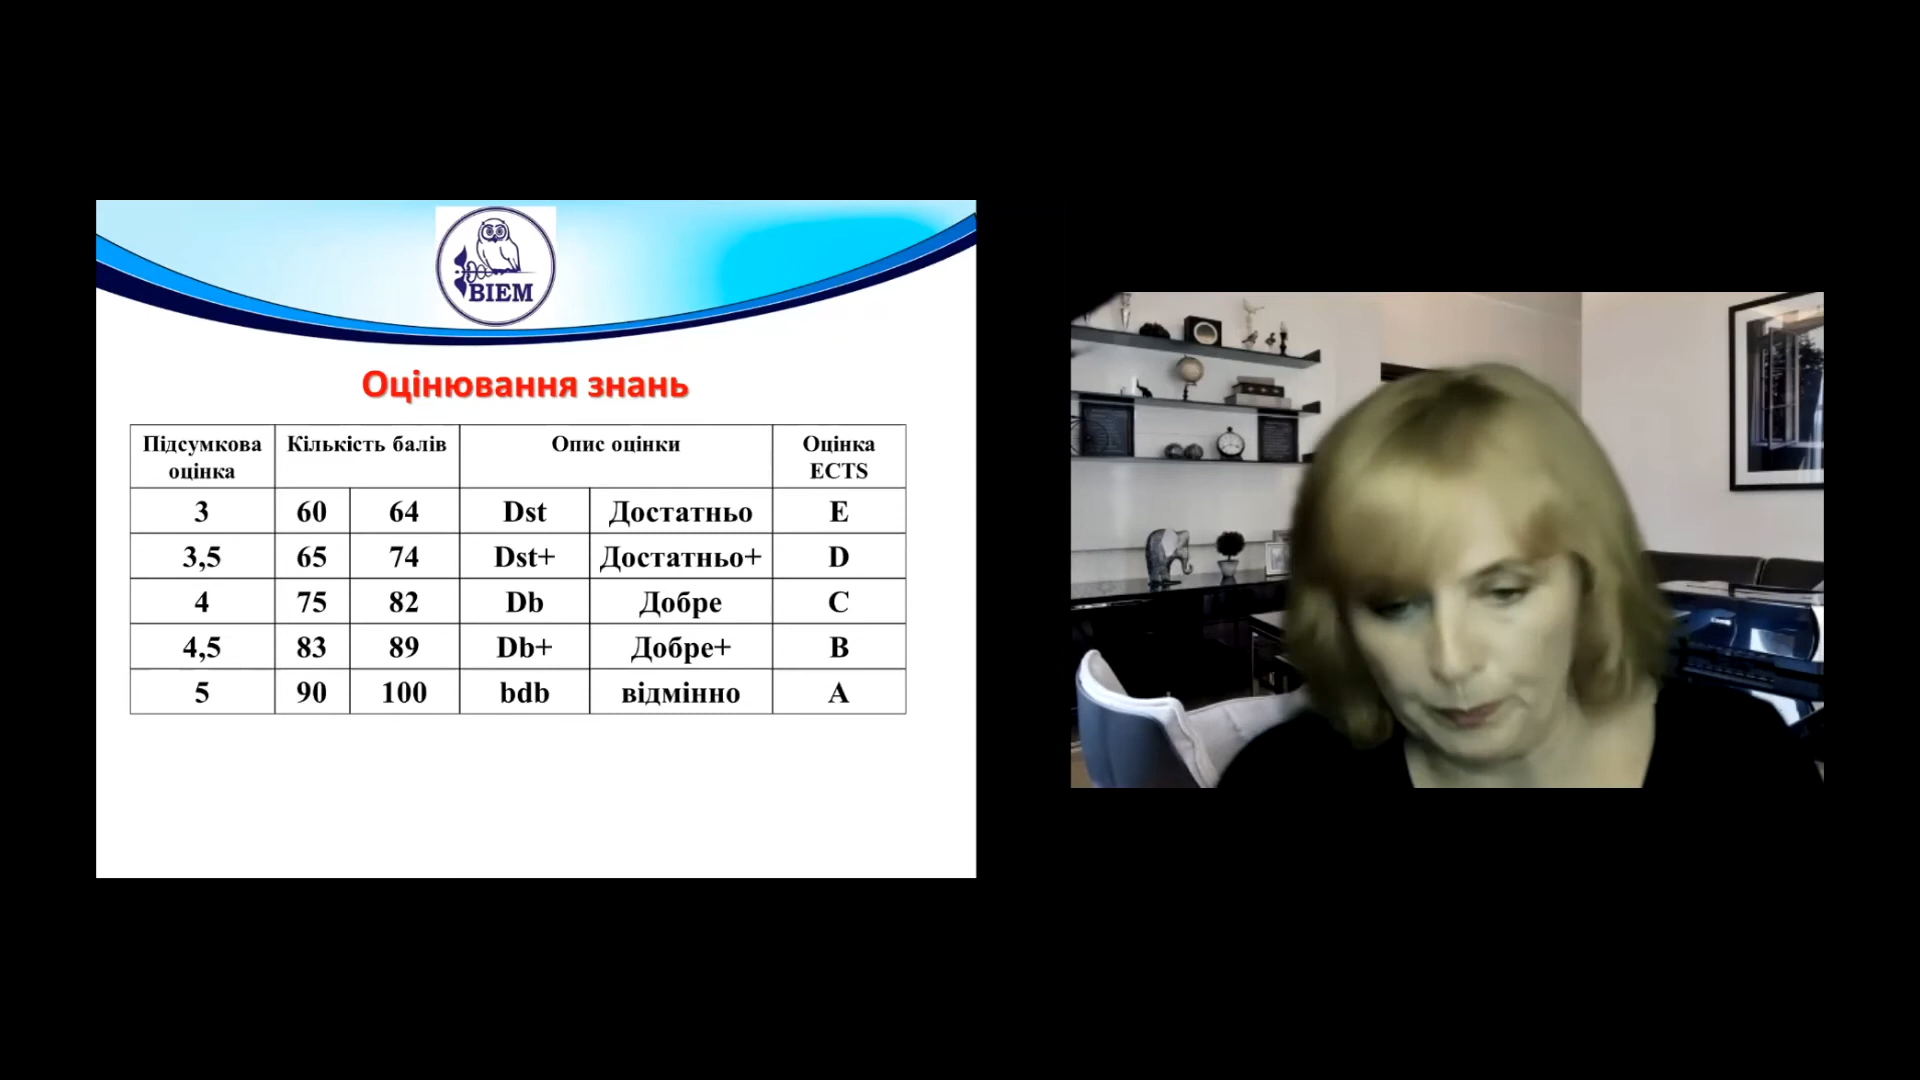 ВІЕМ
Оцінювання знань
Підсумкова оцінка Кількість балів Опис оцінки Оцінка ECTS
3 60 64 Dst Достатньо E
3,5 65 74 Dst+ Достатньо+ D
4 75 82 Db Добре C
4,5 83 89 Db+ Добре+ B
5 90 100 bdb відмінно A